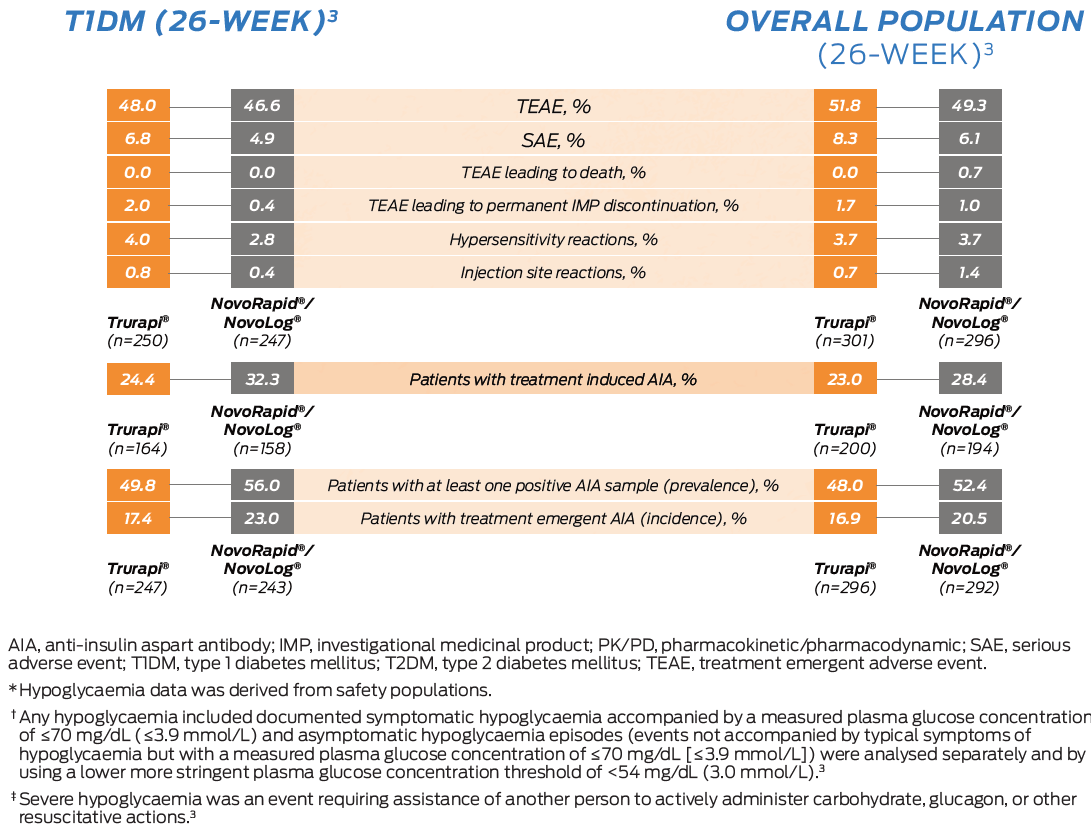 T1DM (26-WEEK)³
OVERALL POPULATION
(26-WEEK)³
48.0 46.6 TEAE, % 51.8 49.3
6.8 4.9 SAE, % 8.3 6.1
0.0 0.0 TEAE leading to death, % 0.0 0.7
2.0 0.4 TEAE leading to permanent IMP discontinuation, % 1.7 1.0
4.0 2.8 Hypersensitivity reactions, % 3.7 3.7
0.8 0.4 Injection site reactions, % 0.7 1.4
NovoRapid®/ NovoRapid®/
Trurapi® NovoLog® Trurapi® NovoLog®
(n=250) (n=247) (n=301) (n=296)
24.4 32.3 Patients with treatment induced AIA, % 23.0 28.4
NovoRapid®/ NovoRapid®/
Trurapi® NovoLog® Trurapi® NovoLog®
(n=164) (n=158) (n=200) (n=194)
49.8 56.0 Patients with at least one positive AIA sample (prevalence), % 48.0 52.4
17.4 23.0 Patients with treatment emergent AIA (incidence), % 16.9 20.5
NovoRapid®/ NovoRapid®/
Trurapi® NovoLog® Trurapi® NovoLog®
(n=247) (n=243) (n=296) (n=292)
AIA, anti-insulin aspart antibody; IMP, investigational medicinal product; PK/PD, pharmacokinetic/pharmacodynamic; SAE, serious
adverse event; T1DM, type 1 diabetes mellitus; T2DM, type 2 diabetes mellitus; TEAE, treatment emergent adverse event.
*Hypoglycaemia data was derived from safety populations.
†Any hypoglycaemia included documented symptomatic hypoglycaemia accompanied by a measured plasma glucose concentration
of ≤70 mg/dL (≤3.9 mmol/L) and asymptomatic hypoglycaemia episodes (events not accompanied by typical symptoms of
hypoglycaemia but with a measured plasma glucose concentration of ≤70 mg/dL [≤3.9 mmol/L]) were analysed separately and by
using a lower more stringent plasma glucose concentration threshold of <54 mg/dL (3.0 mmol/L).³
‡Severe hypoglycaemia was an event requiring assistance of another person to actively administer carbohydrate, glucagon, or other
resuscitative actions.³